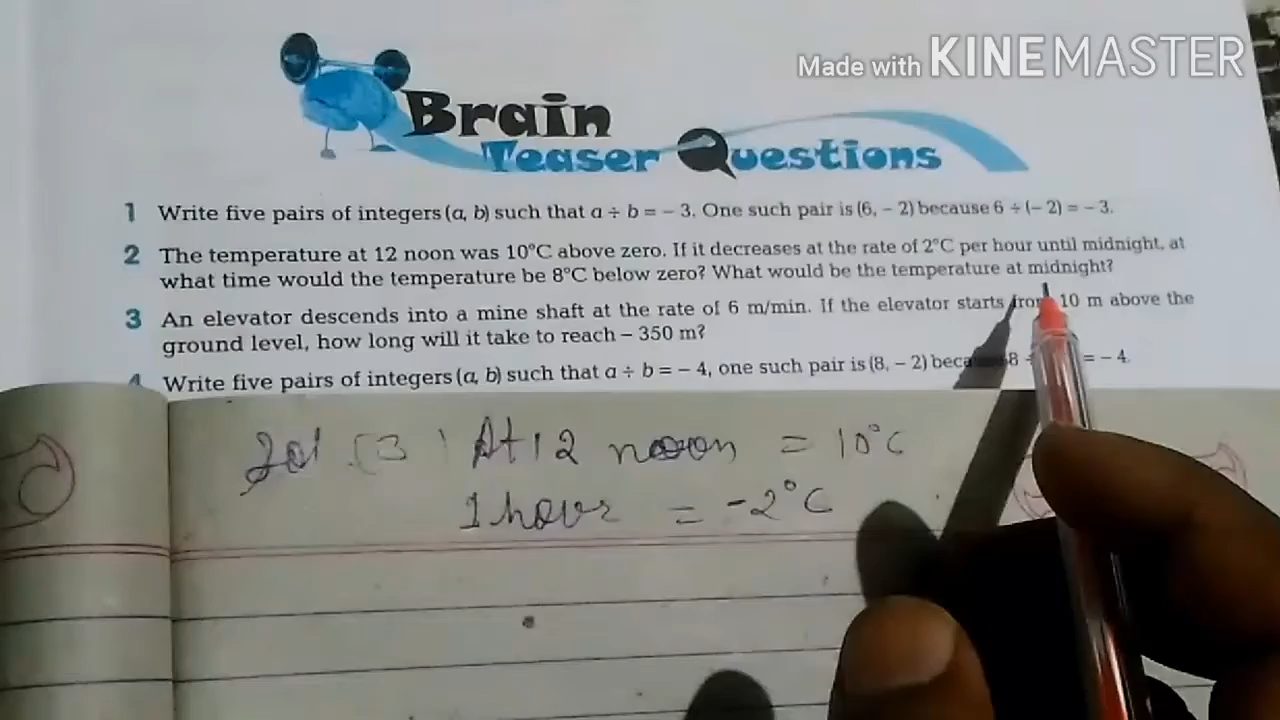 Made with KINEMASTER
Brain
Teaser Questions
1 Write five pairs of integers (a, b) such that a ÷ b = – 3. One such pair is (6, – 2) because 6 ÷ (– 2) = – 3.
2 The temperature at 12 noon was 10°C above zero. If it decreases at the rate of 2°C per hour until midnight, at
what time would the temperature be 8°C below zero? What would be the temperature at midnight?
3 An elevator descends into a mine shaft at the rate of 6 m/min. If the elevator starts from 10 m above the
ground level, how long will it take to reach – 350 m?
4 Write five pairs of integers (a, b) such that a ÷ b = – 4, one such pair is (8, – 2) 8 ÷ = – 4.
Sol (3) At 12 noon = 10°C
1 hour = -2°C